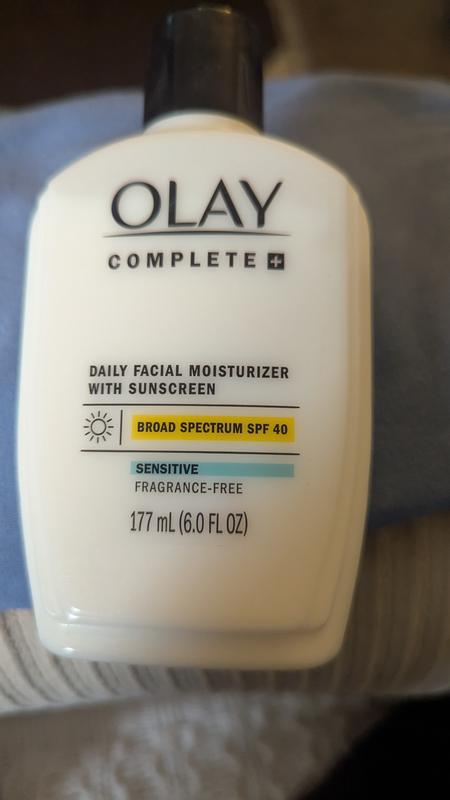 OLAY
COMPLETE +
DAILY FACIAL MOISTURIZER
WITH SUNSCREEN
BROAD SPECTRUM SPF 40
SENSITIVE
FRAGRANCE-FREE
177 mL (6.0 FL OZ)